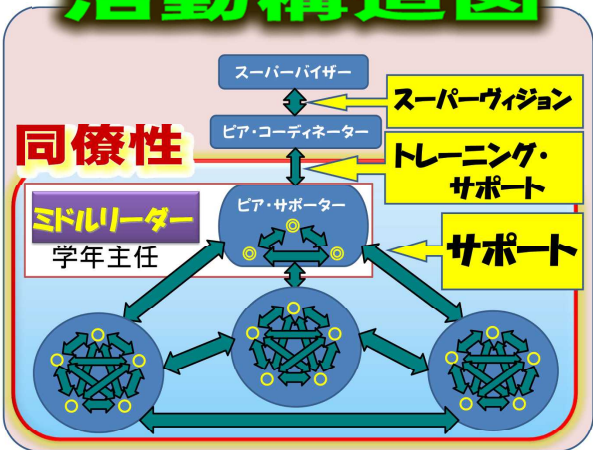 活動構造図
スーパーバイザー
スーパーヴィジョン
ピア・コーディネーター
同僚性
トレーニング・
サポート
ピア・サポーター
ミドルリーダー
学年主任
サポート